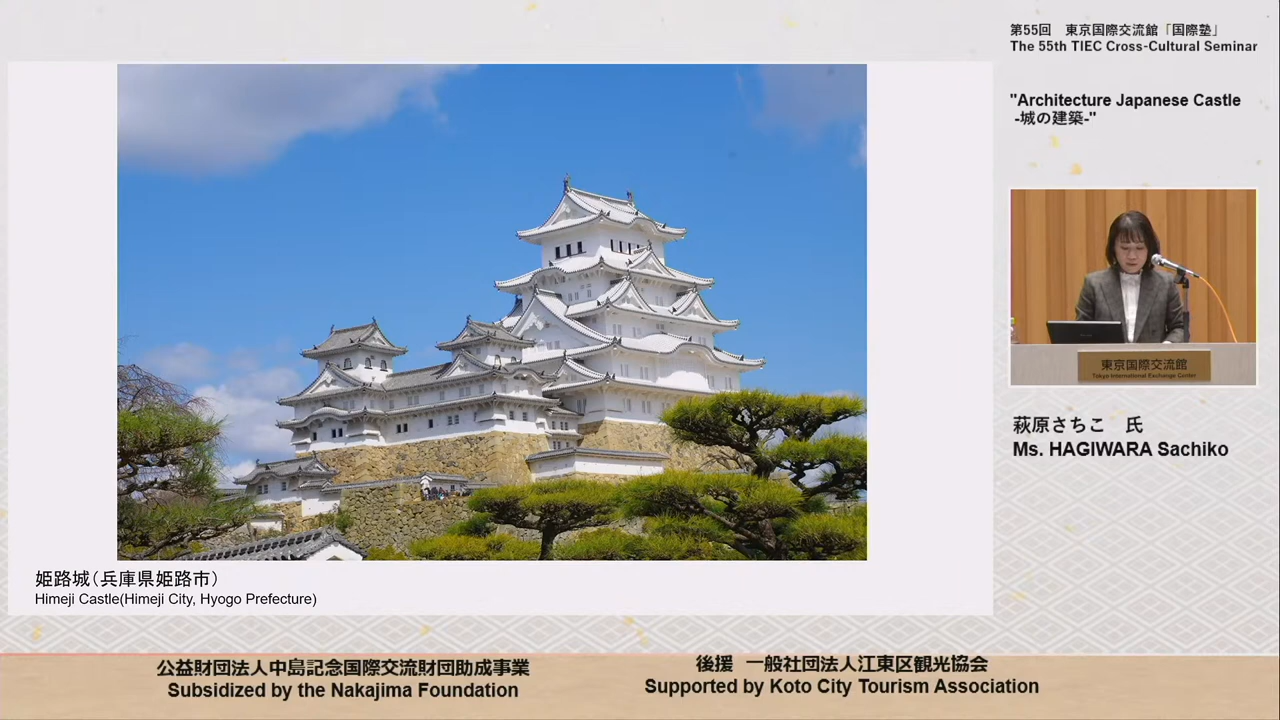 第55回　東京国際交流館「国際塾」
The 55th TIEC Cross-Cultural Seminar
"Architecture Japanese Castle
-城の建築-"
東京国際交流館
Tokyo International Exchange Center
萩原さちこ　氏
Ms. HAGIWARA Sachiko
姫路城（兵庫県姫路市）
Himeji Castle(Himeji City, Hyogo Prefecture)
公益財団法人中島記念国際交流財団助成事業
Subsidized by the Nakajima Foundation
後援　一般社団法人江東区観光協会
Supported by Koto City Tourism Association